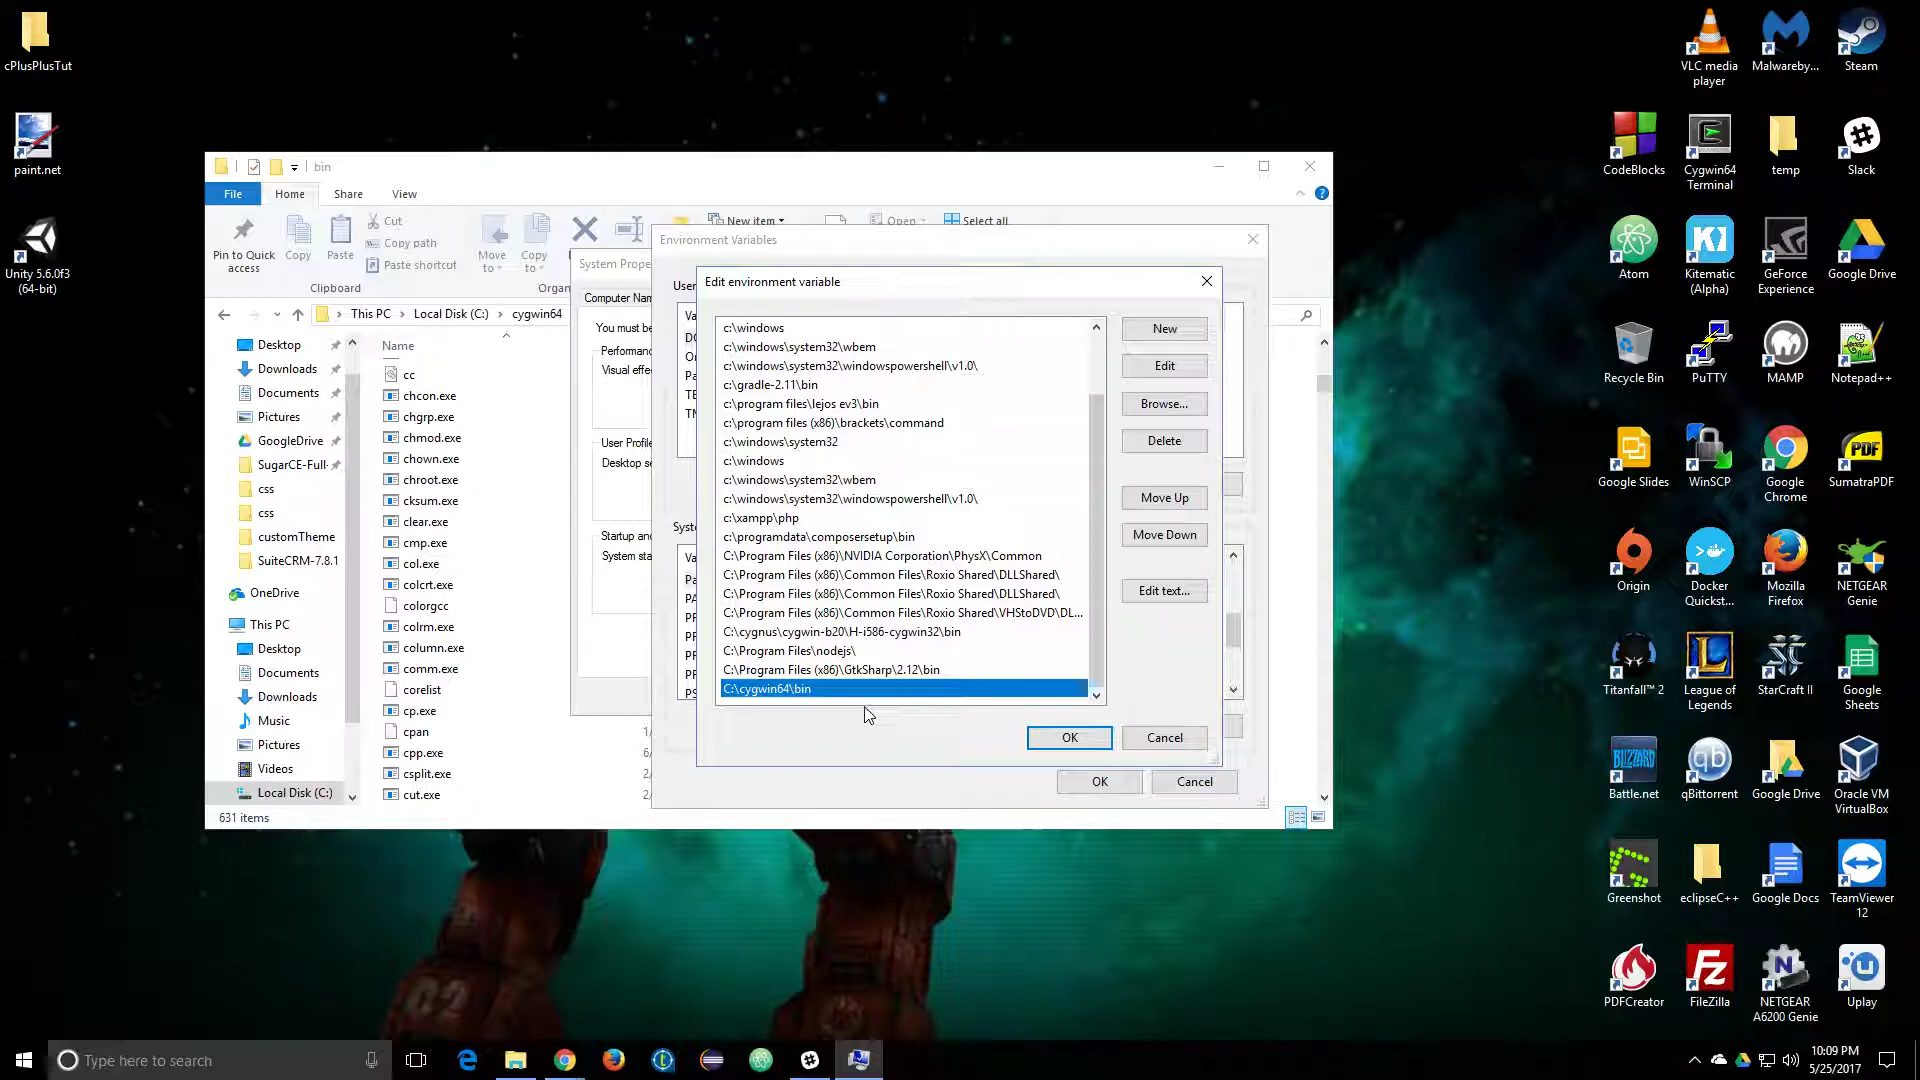 cPlusPlusTut
paint.net
Unity 5.6.0f3
(64-bit)
bin
File
Home
Share
View
Pin to Quick
access
Copy
Paste
Cut
Copy path
Paste shortcut
Move
to
Copy
to
New item
Open
Select all
Clipboard
Organ
This PC
Local Disk (C:)
cygwin64
Desktop
Downloads
Documents
Pictures
GoogleDrive
SugarCE-Full-
css
css
customTheme
SuiteCRM-7.8.1
OneDrive
This PC
Desktop
Documents
Downloads
Music
Pictures
Videos
Local Disk (C:)
631 items
Name
cc
chcon.exe
chgrp.exe
chmod.exe
chown.exe
chroot.exe
cksum.exe
clear.exe
cmp.exe
col.exe
colcrt.exe
colorgcc
colrm.exe
column.exe
comm.exe
corelist
cp.exe
cpan
cpp.exe
csplit.exe
cut.exe
System Prope
Computer Nam
You must be
Performanc
Visual effe
User Profile
Desktop se
Startup and
System sta
Environment Variables
User
Syste
OK
Cancel
Edit environment variable
c:\windows
c:\windows\system32\wbem
c:\windows\system32\windowspowershell\v1.0\
c:\gradle-2.11\bin
c:\program files\lejos ev3\bin
c:\program files (x86)\brackets\command
c:\windows\system32
c:\windows
c:\windows\system32\wbem
c:\windows\system32\windowspowershell\v1.0\
c:\xampp\php
c:\programdata\composersetup\bin
C:\Program Files (x86)\NVIDIA Corporation\PhysX\Common
C:\Program Files (x86)\Common Files\Roxio Shared\DLLShared\
C:\Program Files (x86)\Common Files\Roxio Shared\DLLShared\
C:\Program Files (x86)\Common Files\Roxio Shared\VHStoDVD\DL...
C:\cygnus\cygwin-b20\H-i586-cygwin32\bin
C:\Program Files\nodejs\
C:\Program Files (x86)\GtkSharp\2.12\bin
C:\cygwin64\bin
New
Edit
Browse...
Delete
Move Up
Move Down
Edit text...
OK
Cancel
VLC media
player
Malwareby...
Steam
CodeBlocks
Cygwin64
Terminal
temp
Slack
Atom
Kitematic
(Alpha)
GeForce
Experience
Google Drive
Recycle Bin
PuTTY
MAMP
Notepad++
Google Slides
WinSCP
Google
Chrome
SumatraPDF
Origin
Docker
Quickst...
Mozilla
Firefox
NETGEAR
Genie
Titanfall™ 2
League of
Legends
StarCraft II
Google
Sheets
Battle.net
qBittorrent
Google Drive
Oracle VM
VirtualBox
Greenshot
eclipseC++
Google Docs
TeamViewer
12
PDFCreator
FileZilla
NETGEAR
A6200 Genie
Uplay
Type here to search
10:09 PM
5/25/2017